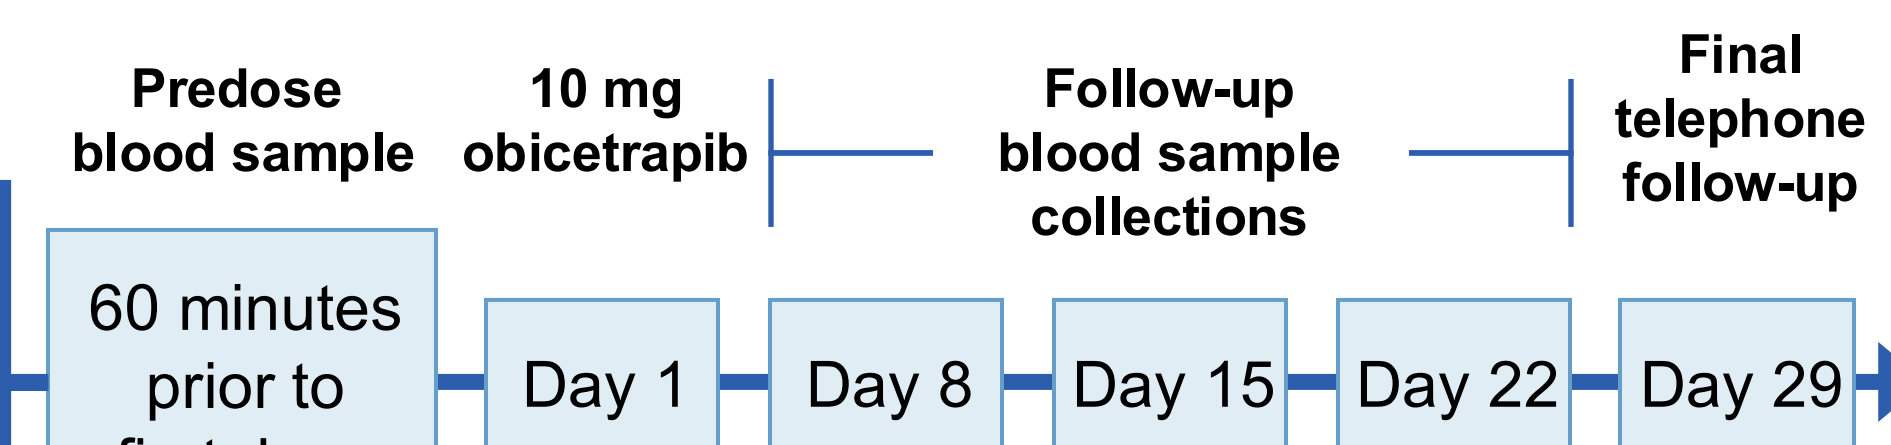 Predose
blood sample
10 mg
obicetrapib
Follow-up
blood sample
collections
Final
telephone
follow-up
60 minutes
prior to
Day 1
Day 8
Day 15
Day 22
Day 29